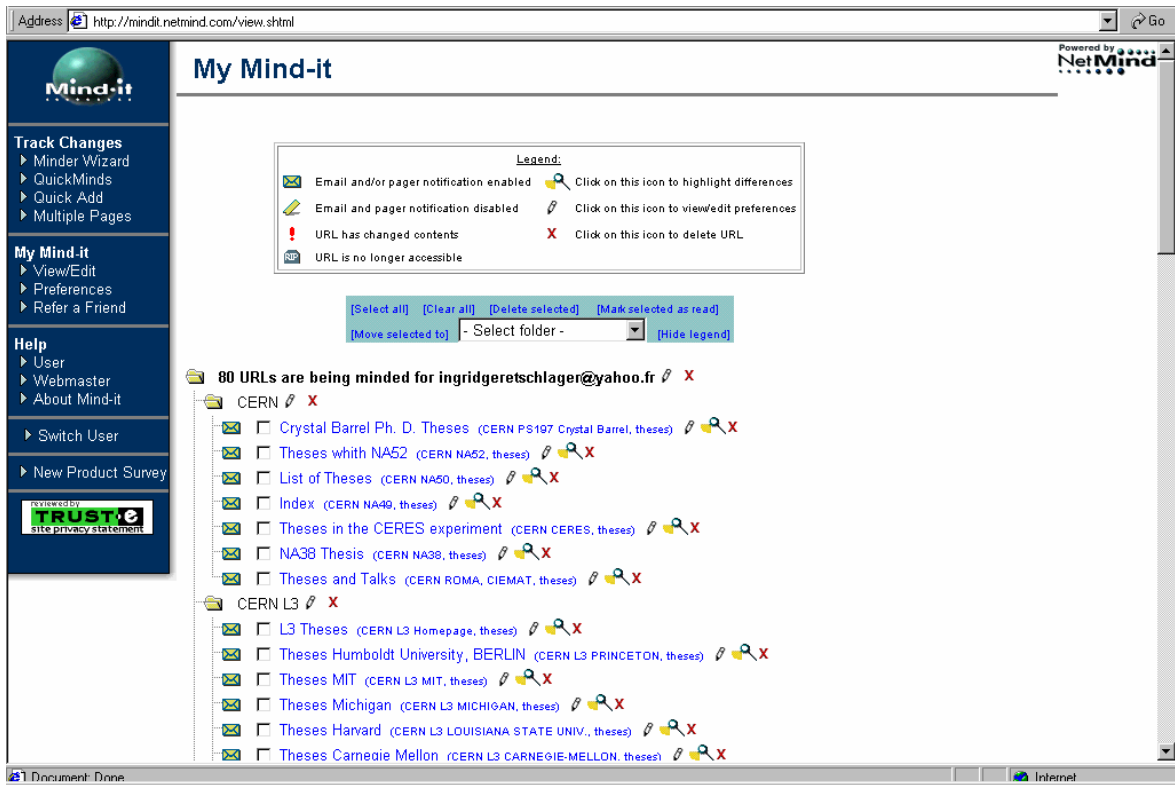 Address http://mindit.netmind.com/view.shtml Go
Mind-it
My Mind-it
Powered by
NetMind
Track Changes
Minder Wizard
QuickMinds
Quick Add
Multiple Pages
My Mind-it
View/Edit
Preferences
Refer a Friend
Help
User
Webmaster
About Mind-it
Switch User
New Product Survey
reviewed by
TRUST·e
site privacy statement
Legend:
Email and/or pager notification enabled Click on this icon to highlight differences
Email and pager notification disabled Click on this icon to view/edit preferences
URL has changed contents X Click on this icon to delete URL
RIP URL is no longer accessible
[Select all] [Clear all] [Delete selected] [Mark selected as read]
[Move selected to] - Select folder - [Hide legend]
80 URLs are being minded for ingridgeretschlager@yahoo.fr X
CERN X
Crystal Barrel Ph. D. Theses (CERN PS197 Crystal Barrel, theses) X
Theses whith NA52 (CERN NA52, theses) X
List of Theses (CERN NA50, theses) X
Index (CERN NA49, theses) X
Theses in the CERES experiment (CERN CERES, theses) X
NA38 Thesis (CERN NA38, theses) X
Theses and Talks (CERN ROMA, CIEMAT, theses) X
CERN L3 X
L3 Theses (CERN L3 Homepage, theses) X
Theses Humboldt University, BERLIN (CERN L3 PRINCETON, theses) X
Theses MIT (CERN L3 MIT, theses) X
Theses Michigan (CERN L3 MICHIGAN, theses) X
Theses Harvard (CERN L3 LOUISIANA STATE UNIV., theses) X
Theses Carnegie Mellon (CERN L3 CARNEGIE-MELLON, theses) X
Document: Done Internet